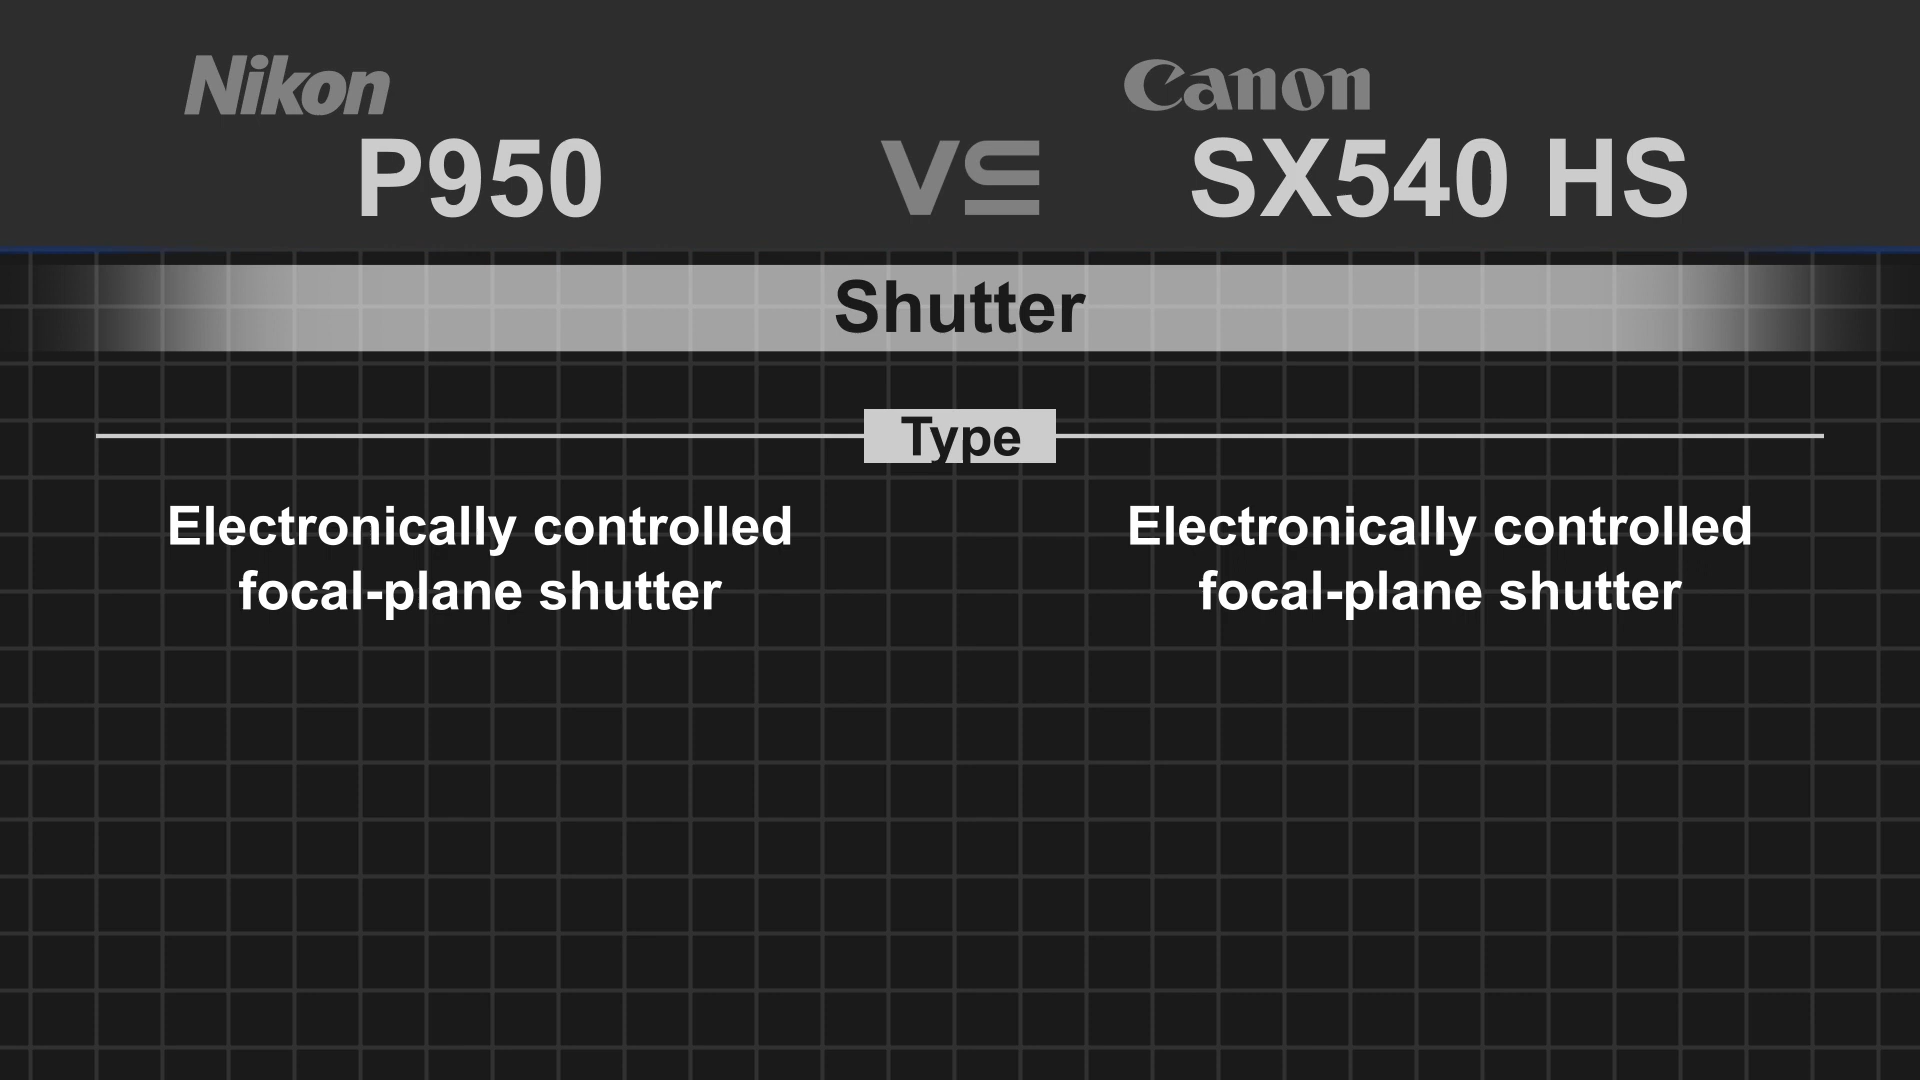 Nikon
Canon
P950
VS
SX540 HS
Shutter
Type
Electronically controlled
focal-plane shutter
Electronically controlled
focal-plane shutter